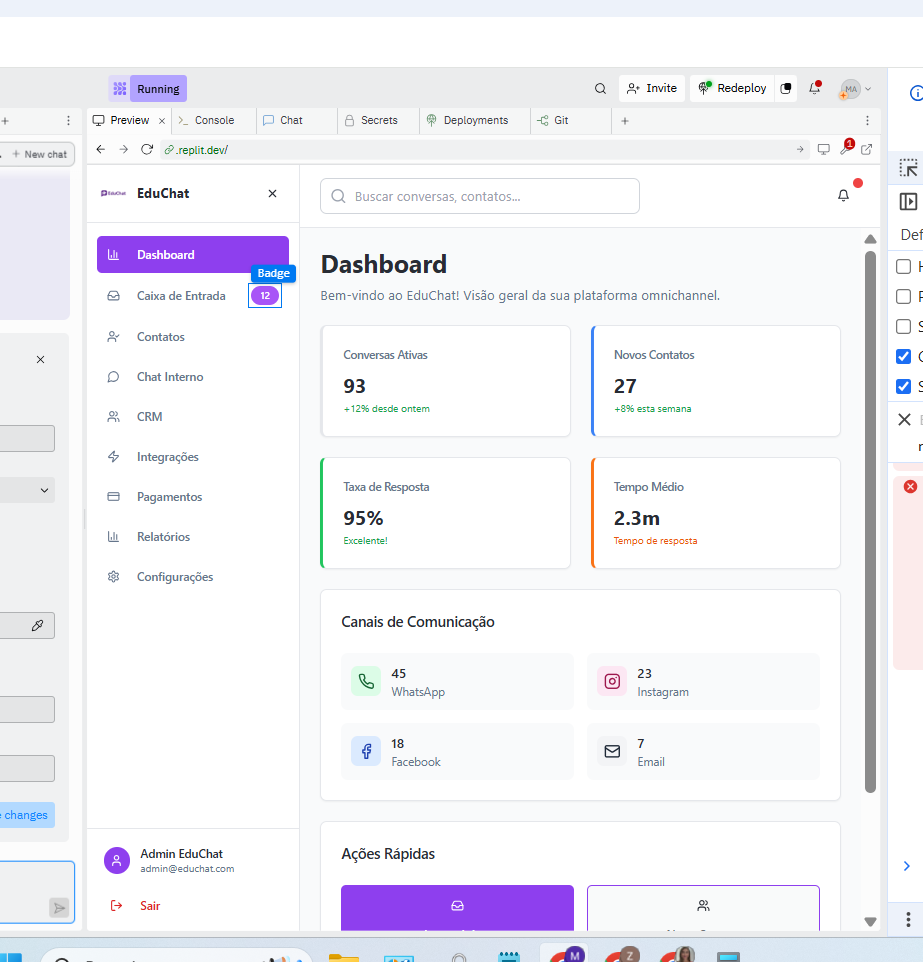 Running
Invite
Redeploy
MA
Preview
Console
Chat
Secrets
Deployments
Git
New chat
.replit.dev/
1
EduChat
EduChat
Buscar conversas, contatos...
Dashboard
Badge
Caixa de Entrada
12
Contatos
Chat Interno
CRM
Integrações
Pagamentos
Relatórios
Configurações
Dashboard
Bem-vindo ao EduChat! Visão geral da sua plataforma omnichannel.
Conversas Ativas
93
+12% desde ontem
Novos Contatos
27
+8% esta semana
Taxa de Resposta
95%
Excelente!
Tempo Médio
2.3m
Tempo de resposta
Canais de Comunicação
45
WhatsApp
23
Instagram
18
Facebook
7
Email
Ações Rápidas
Admin EduChat
admin@educhat.com
Sair
changes
Def
M
Z